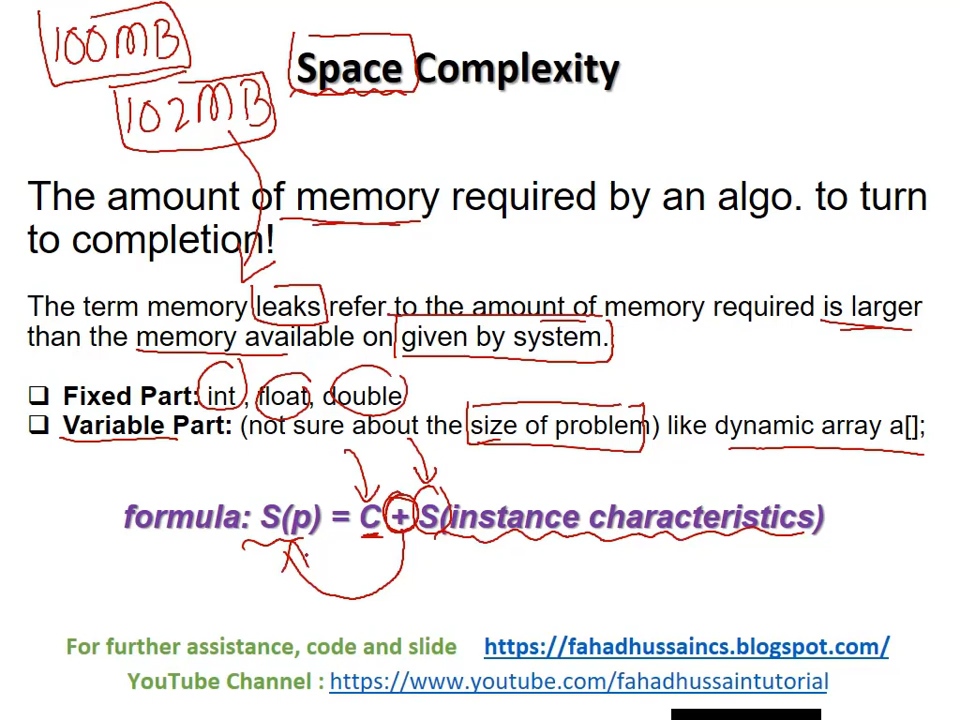 100MB
102MB
Space Complexity
The amount of memory required by an algo. to turn
to completion!
The term memory leaks refer to the amount of memory required is larger
than the memory available on given by system.
❑ Fixed Part: int , float, double
❑ Variable Part: (not sure about the size of problem) like dynamic array a[];
formula: S(p) = C + S(instance characteristics)
For further assistance, code and slide https://fahadhussaincs.blogspot.com/
YouTube Channel : https://www.youtube.com/fahadhussaintutorial